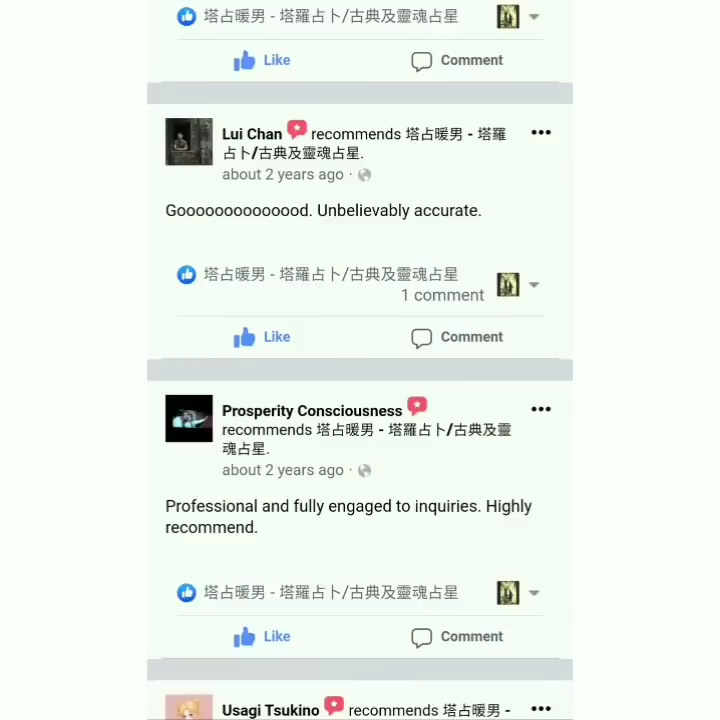 塔占暖男 - 塔羅占卜/古典及靈魂占星
Like Comment
Lui Chan recommends 塔占暖男 - 塔羅
占卜/古典及靈魂占星.
about 2 years ago ·
Goooooooooooood. Unbelievably accurate.
塔占暖男 - 塔羅占卜/古典及靈魂占星
1 comment
Like Comment
Prosperity Consciousness
recommends 塔占暖男 - 塔羅占卜/古典及靈
魂占星.
about 2 years ago ·
Professional and fully engaged to inquiries. Highly
recommend.
塔占暖男 - 塔羅占卜/古典及靈魂占星
Like Comment
Usagi Tsukino recommends 塔占暖男 -